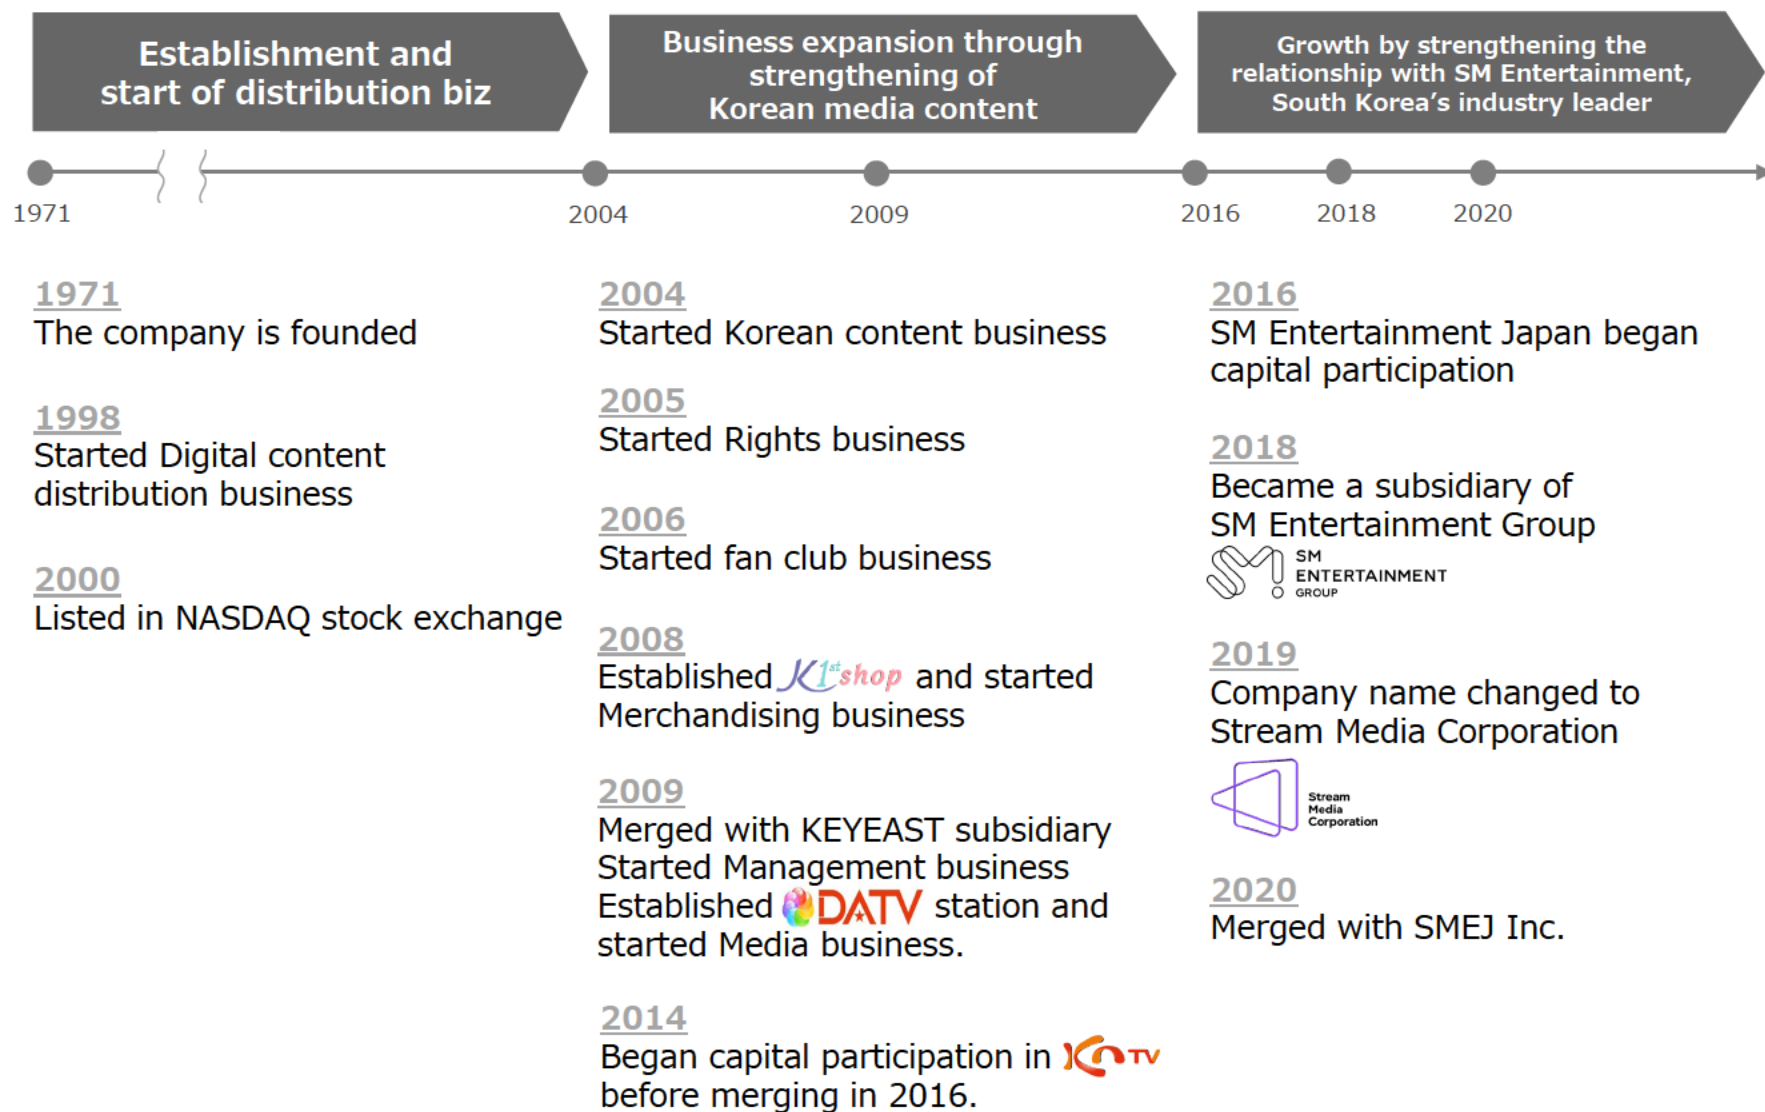 Establishment and
start of distribution biz
Business expansion through
strengthening of
Korean media content
Growth by strengthening the
relationship with SM Entertainment,
South Korea's industry leader
1971
2004
2009
2016
2018
2020
1971
The company is founded
1998
Started Digital content
distribution business
2000
Listed in NASDAQ stock exchange
2004
Started Korean content business
2005
Started Rights business
2006
Started fan club business
2008
Established K1st shop and started
Merchandising business
2009
Merged with KEYEAST subsidiary
Started Management business
Established DATV station and
started Media business.
2014
Began capital participation in KnTV
before merging in 2016.
2016
SM Entertainment Japan began
capital participation
2018
Became a subsidiary of
SM Entertainment Group
SM
ENTERTAINMENT
GROUP
2019
Company name changed to
Stream Media Corporation
Stream
Media
Corporation
2020
Merged with SMEJ Inc.